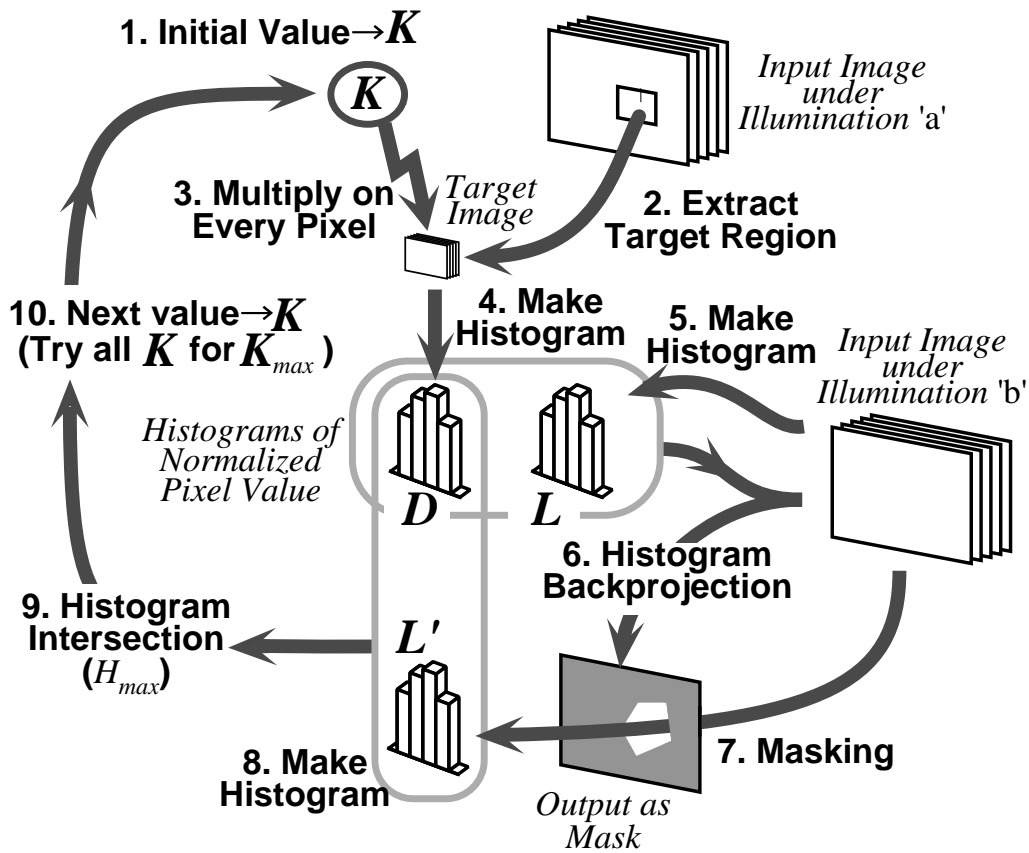 1. Initial Value→K
K
Input Image
under
Illumination 'a'
3. Multiply on
Every Pixel
Target
Image
2. Extract
Target Region
4. Make
Histogram
5. Make
Histogram
10. Next value→K
(Try all K for Kmax )
Input Image
under
Illumination 'b'
Histograms of
Normalized
Pixel Value
D
L
6. Histogram
Backprojection
9. Histogram
Intersection
(Hmax)
L'
7. Masking
8. Make
Histogram
Output as
Mask